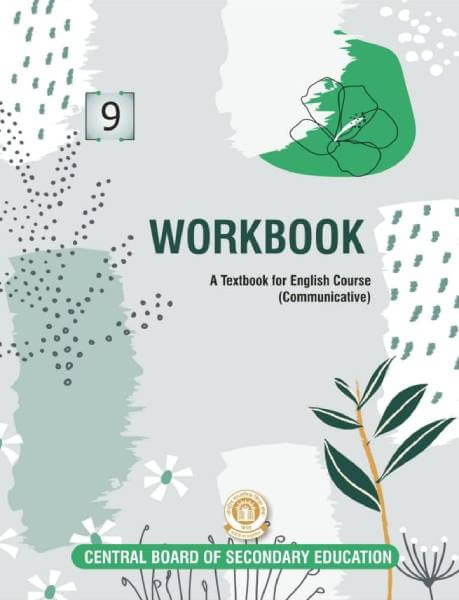 9
WORKBOOK
A Textbook for English Course
(Communicative)
CENTRAL BOARD OF SECONDARY EDUCATION